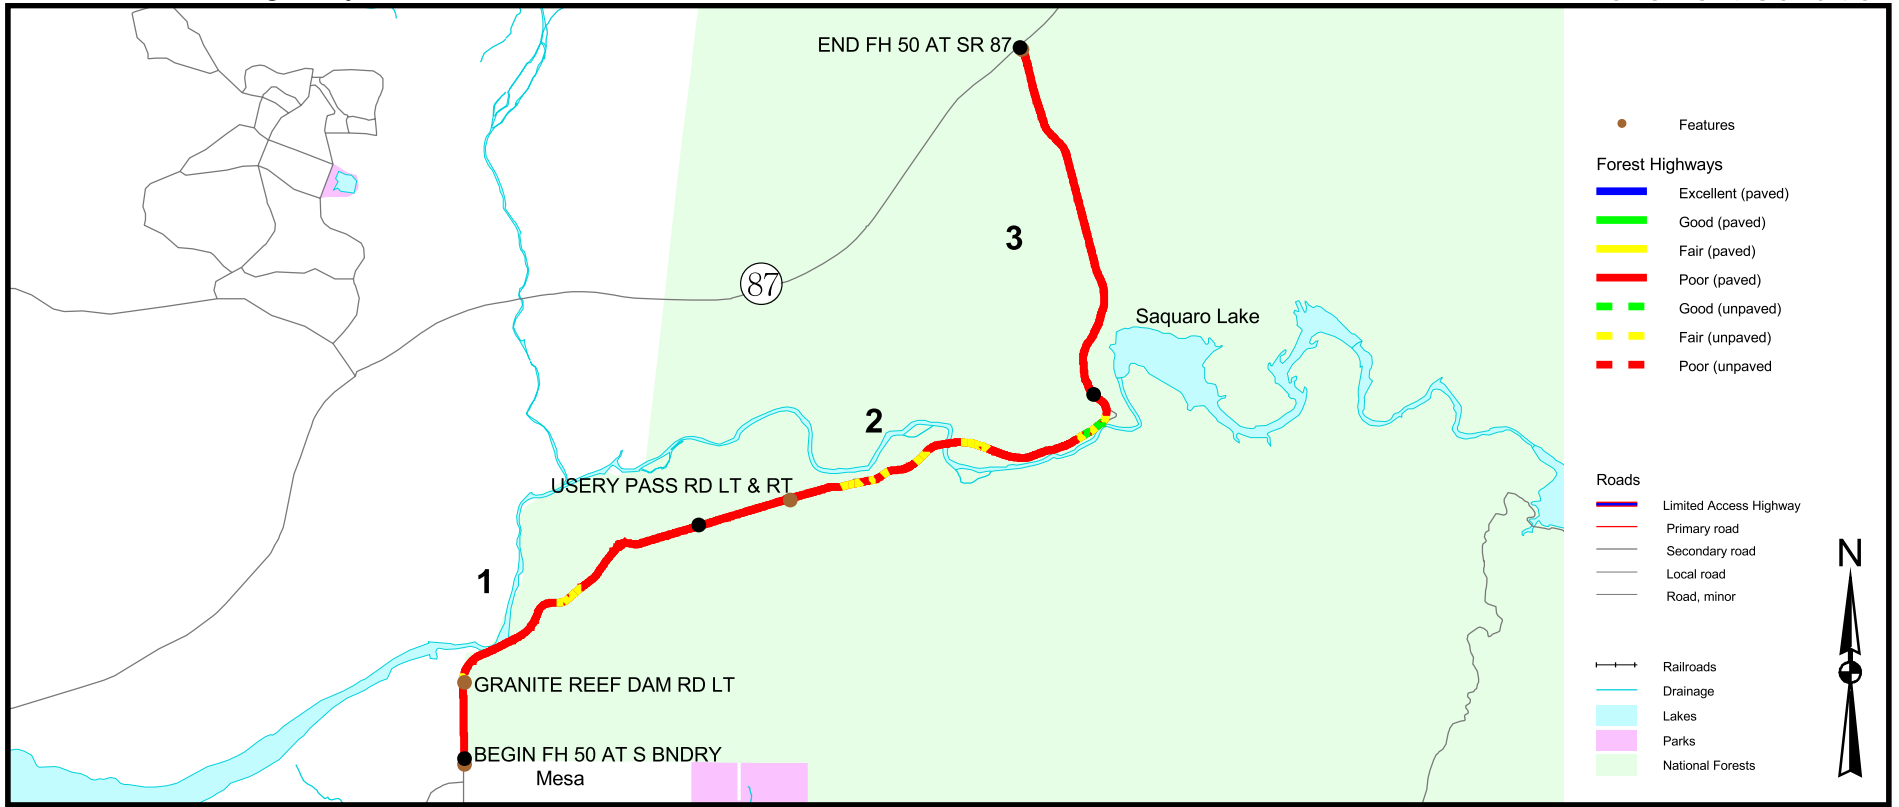 END FH 50 AT SR 87
3
87
Saquaro Lake
2
USERY PASS RD LT & RT
1
GRANITE REEF DAM RD LT
BEGIN FH 50 AT S BNDRY
Mesa
Features
Forest Highways
Excellent (paved)
Good (paved)
Fair (paved)
Poor (paved)
Good (unpaved)
Fair (unpaved)
Poor (unpaved
Roads
Limited Access Highway
Primary road
Secondary road
Local road
Road, minor
Railroads
Drainage
Lakes
Parks
National Forests
N